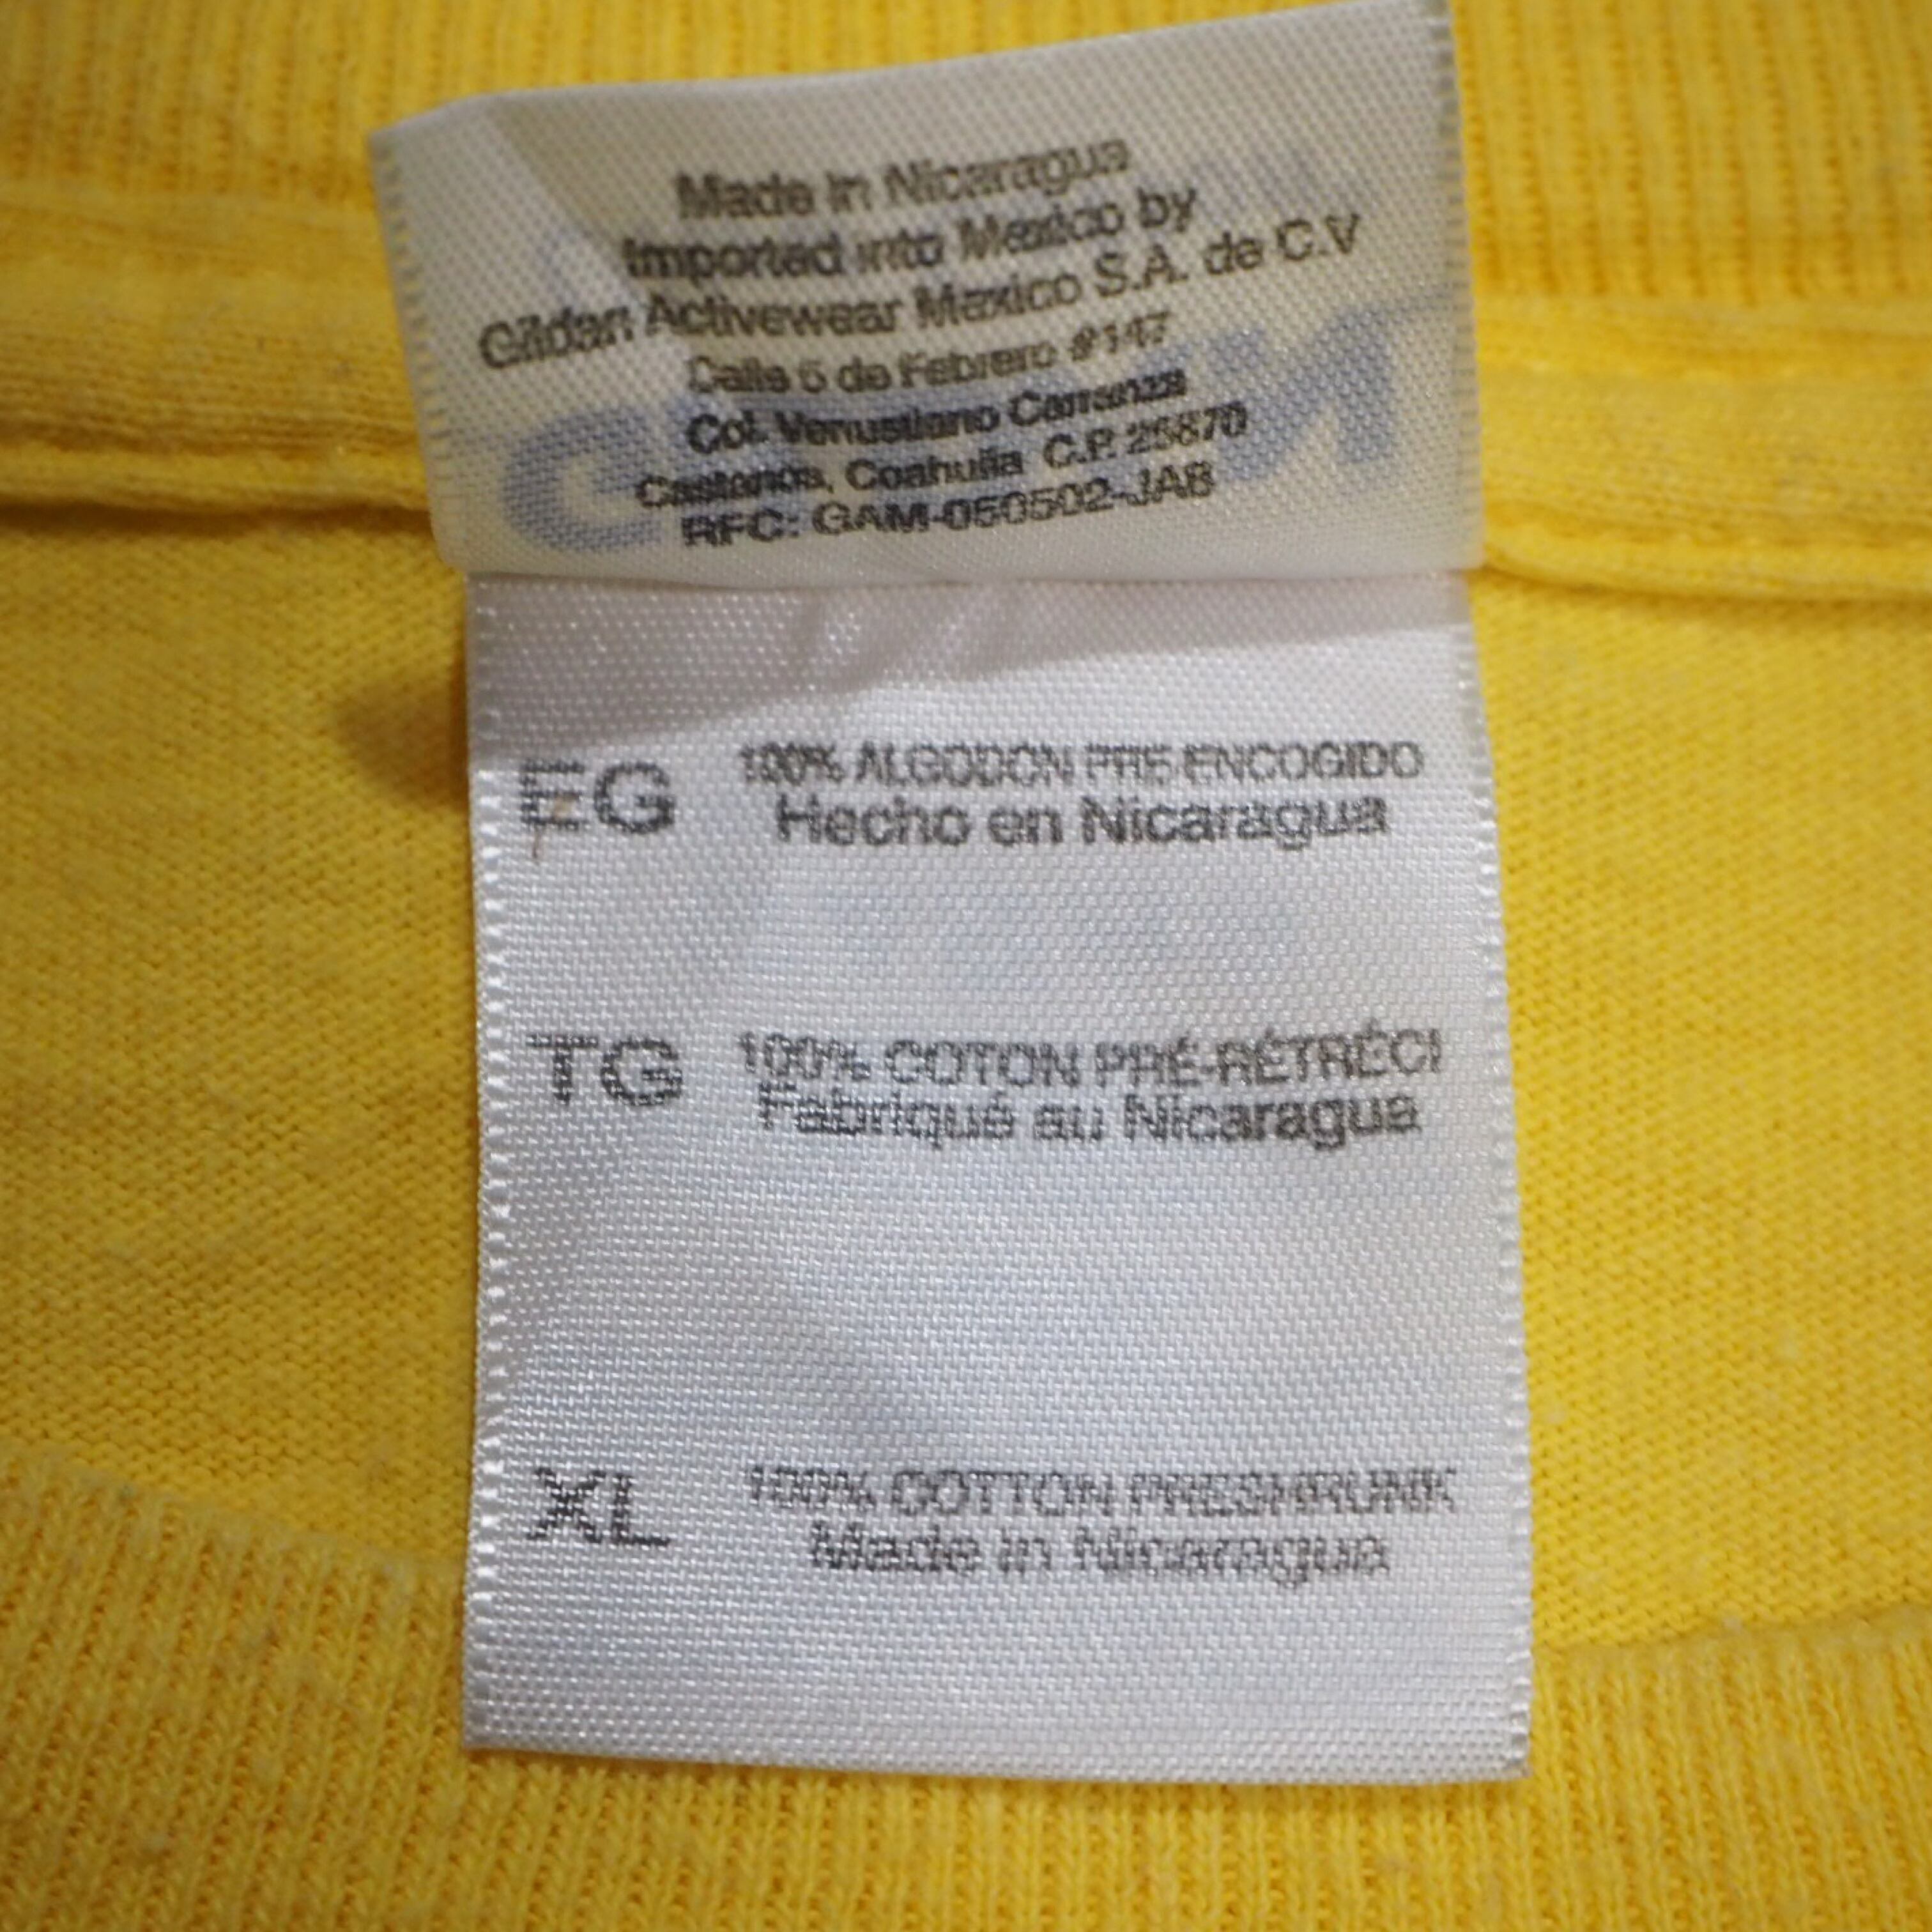 Made in Nicaragua
Imported into Mexico by
Gildan Activewear Mexico S.A. de C.V
Calle 5 de Febrero #147
Col. Venustiano Carranza
Castanos, Coahuila C.P. 25870
RFC: GAM-050502-JA8
EG 100% ALGODON PRE ENCOGIDO
Hecho en Nicaragua
TG 100% COTON PRÉ-RÉTRÉCI
Fabriqué au Nicaragua
XL 100% COTTON PRESHRUNK
Made in Nicaragua